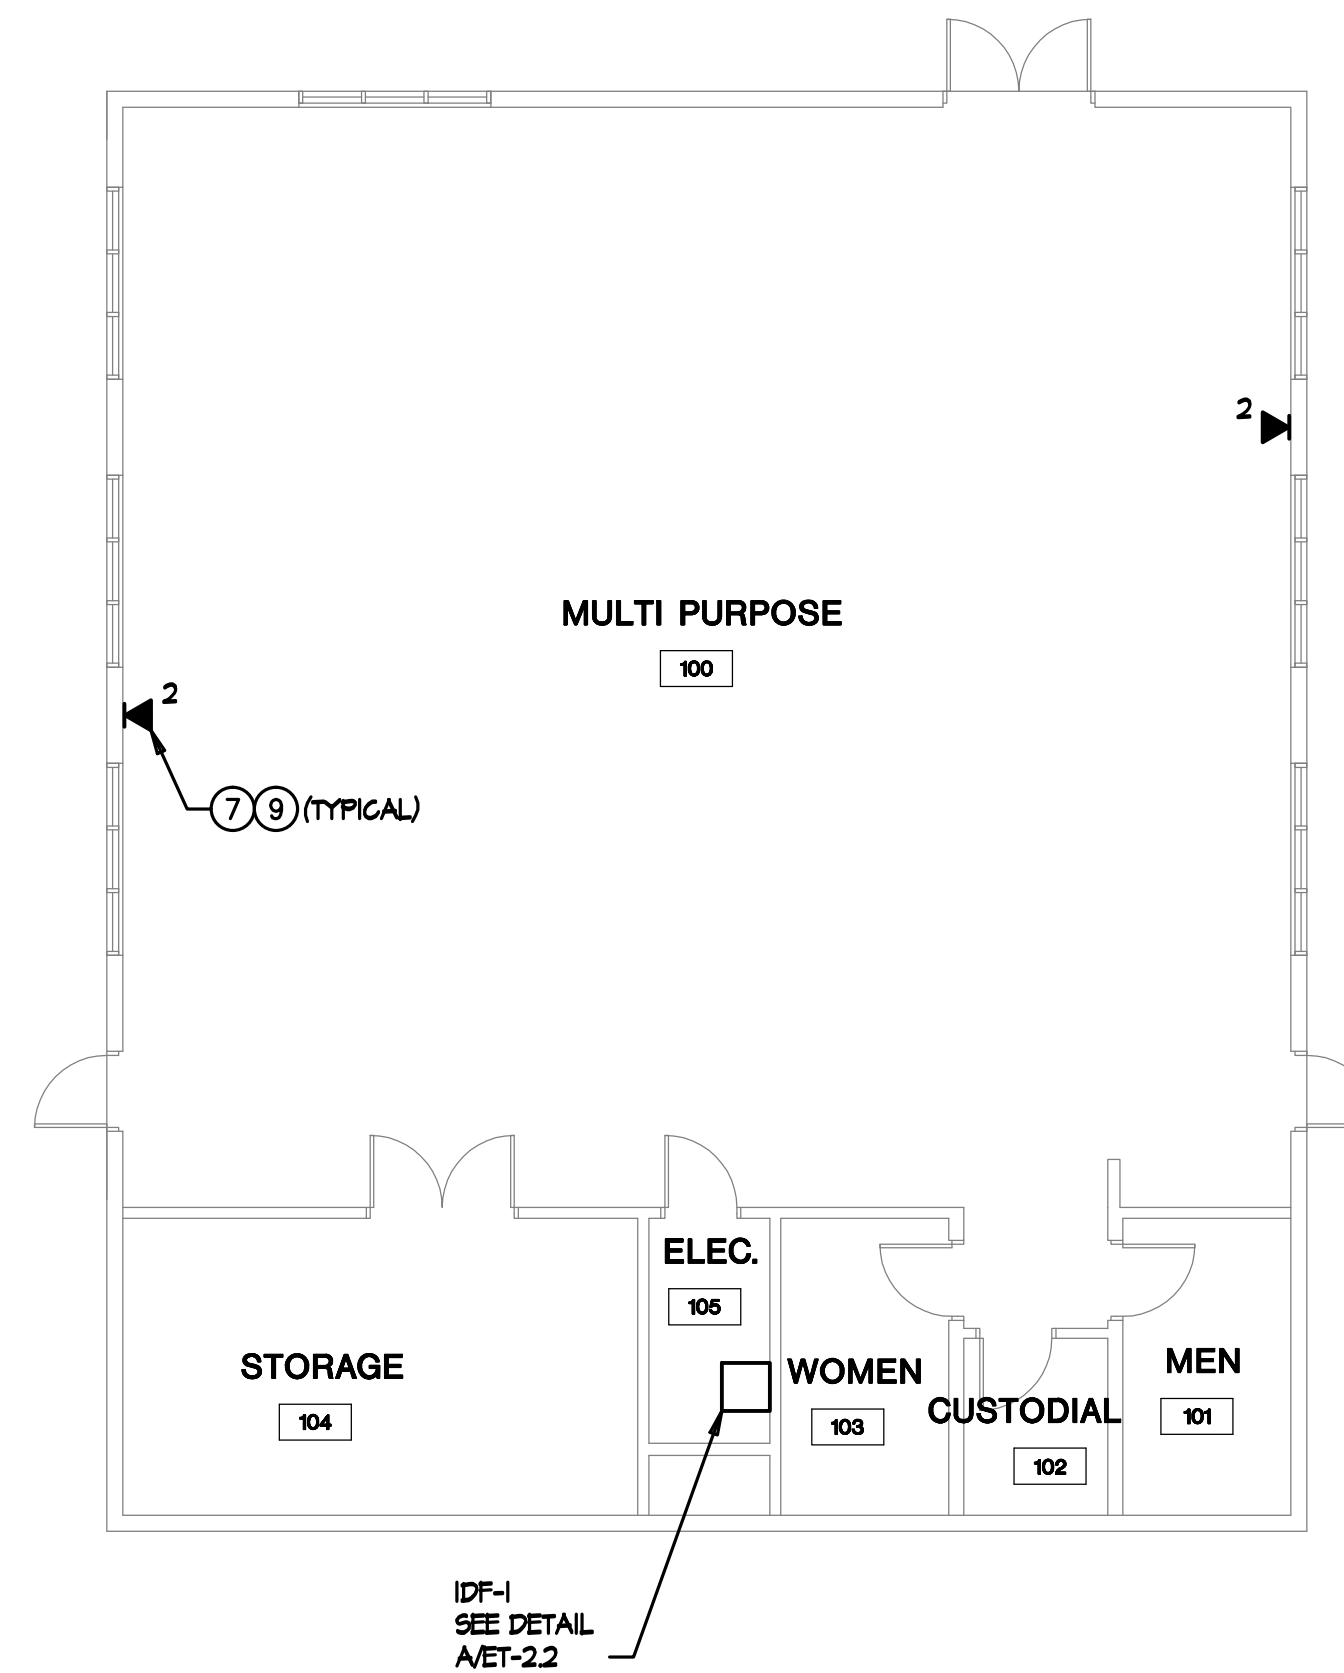 2
MULTI PURPOSE
100
2
7 9 (TYPICAL)
ELEC.
105
STORAGE
104
WOMEN
103
CUSTODIAL
102
MEN
101
IDF-1
SEE DETAIL
A/ET-2.2